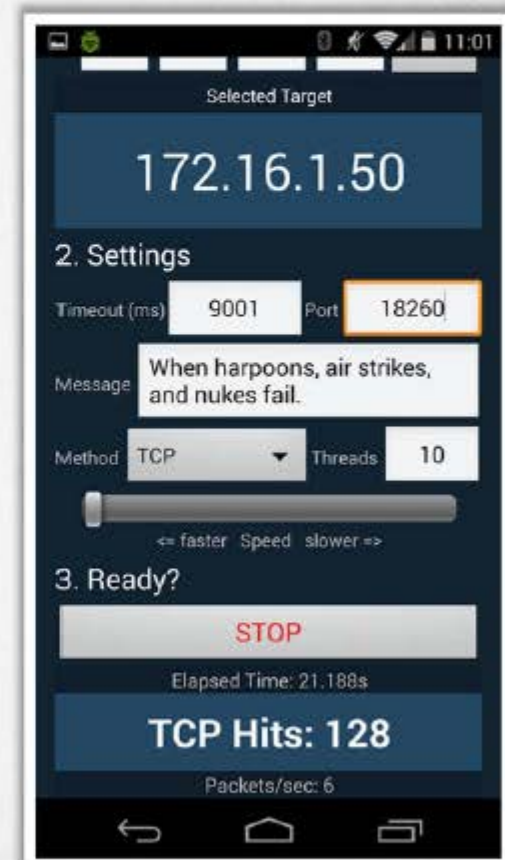 11:01
Selected Target
172.16.1.50
2. Settings
Timeout (ms) 9001 Port 18260
Message When harpoons, air strikes,
and nukes fail.
Method TCP Threads 10
<= faster Speed slower =>
3. Ready?
STOP
Elapsed Time: 21.188s
TCP Hits: 128
Packets/sec: 6